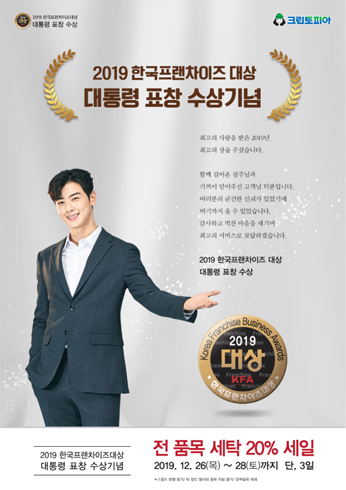 2019 한국프랜차이즈대상
대통령 표창 수상
크린토피아
2019 한국프랜차이즈 대상
대통령 표창 수상기념
최고의 사랑을 받은 2019년
최고의 상을 주셨습니다.
함께 걸어온 점주님과
기꺼이 맡아주신 고객님 덕분입니다.
여러분의 굳건한 신뢰가 있었기에
여기까지 올 수 있었습니다.
감사하고 벅찬 마음을 새기며
최고의 서비스로 보답하겠습니다.
2019 한국프랜차이즈 대상
대통령 표창 수상
Korea Franchise Business Awards
2019
대상
KFA
한국프랜차이즈대상
2019 한국프랜차이즈대상
대통령 표창 수상기념
전 품목 세탁 20% 세일
2019. 12. 26(목) ~ 28(토)까지 단, 3일